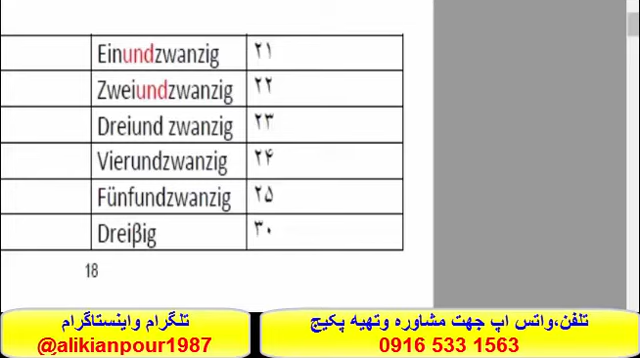 Einundzwanzig ۲۱
Zweiundzwanzig ۲۲
Dreiund zwanzig ۲۳
Vierundzwanzig ۲۴
Fünfundzwanzig ۲۵
Dreiβig ۳۰
18
تلگرام واینستاگرام
@alikianpour1987
تلفن،واتس اپ جهت مشاوره وتهیه پکیج
0916 533 1563